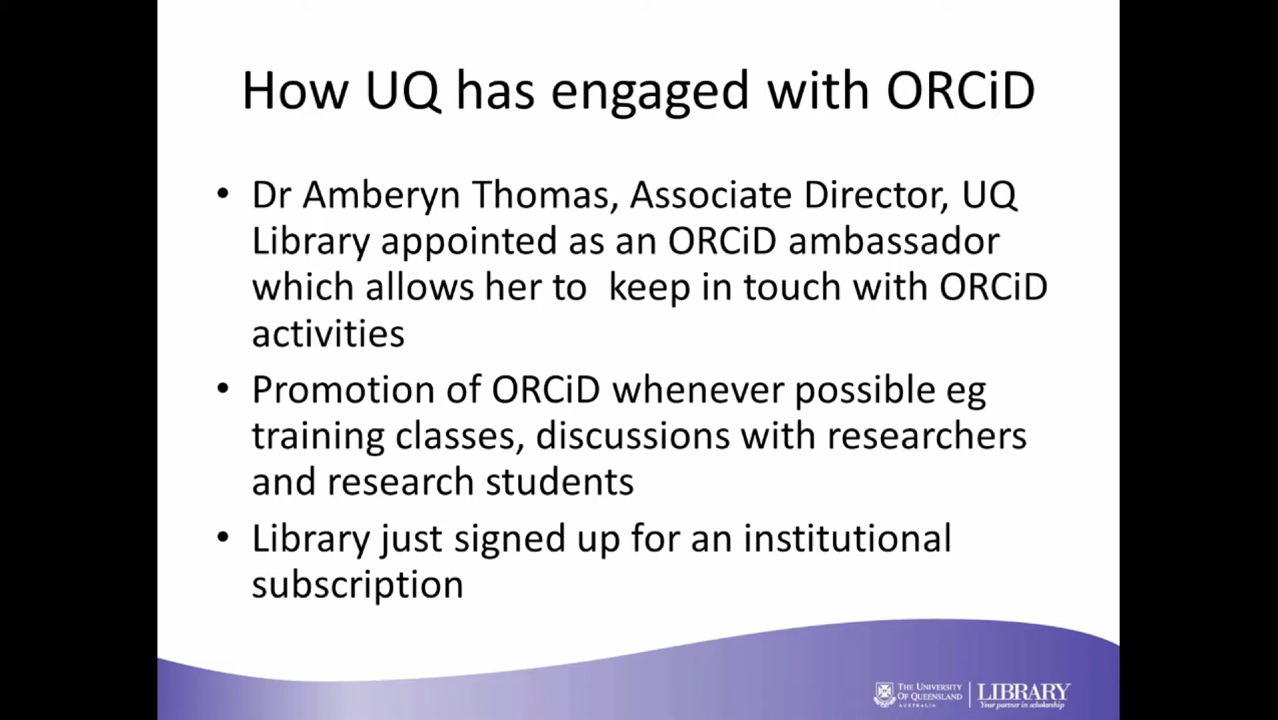 How UQ has engaged with ORCiD
• Dr Amberyn Thomas, Associate Director, UQ
Library appointed as an ORCiD ambassador
which allows her to  keep in touch with ORCiD
activities
• Promotion of ORCiD whenever possible eg
training classes, discussions with researchers
and research students
• Library just signed up for an institutional
subscription
THE UNIVERSITY
OF QUEENSLAND
AUSTRALIA
LIBRARY
Your partner in scholarship